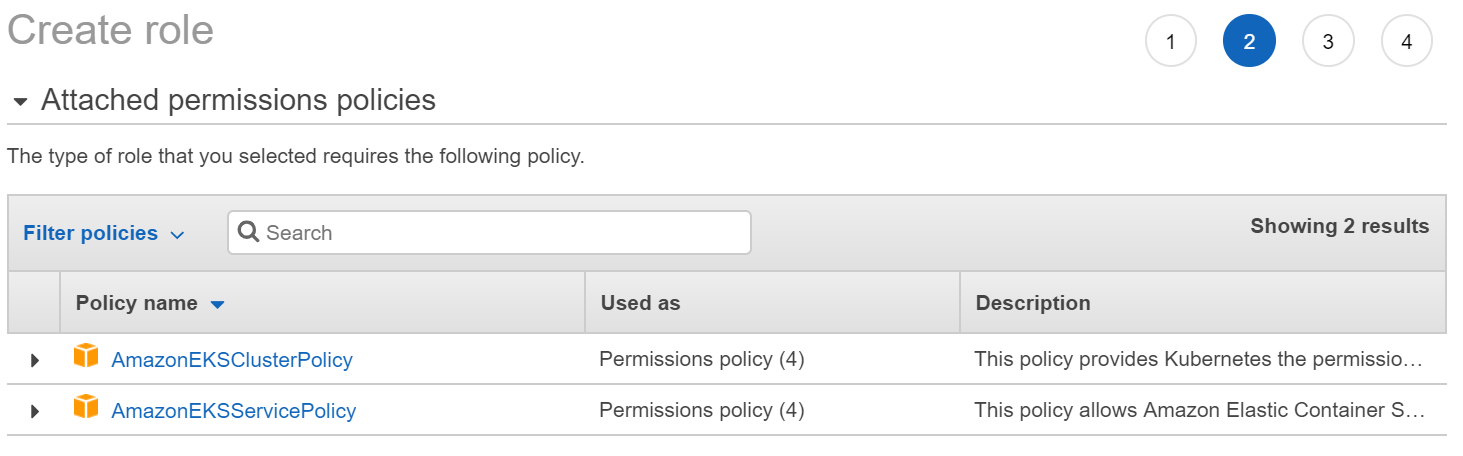 Create role
1 2 3 4
Attached permissions policies
The type of role that you selected requires the following policy.
Filter policies Search Showing 2 results
Policy name Used as Description
AmazonEKSClusterPolicy Permissions policy (4) This policy provides Kubernetes the permissio…
AmazonEKSServicePolicy Permissions policy (4) This policy allows Amazon Elastic Container S…